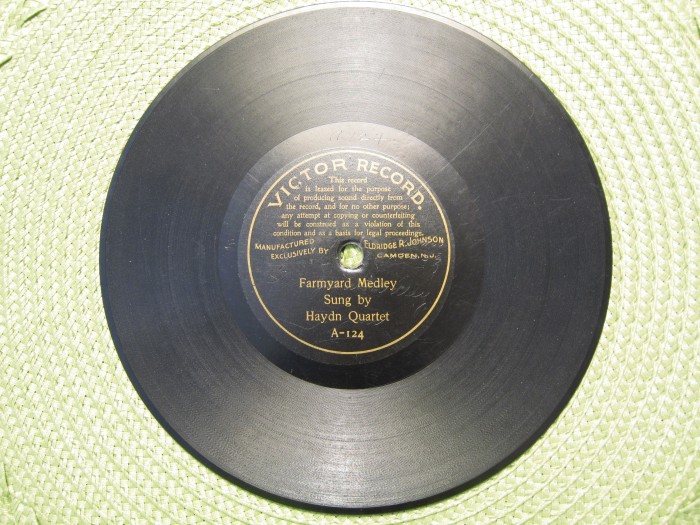 VICTOR RECORD.
This record
is leased for the purpose
of producing sound directly from
the record, and for no other purpose;
any attempt at copying or counterfeiting
will be construed as a violation of this
condition and as a basis for legal proceedings.
MANUFACTURED
EXCLUSIVELY BY
ELDRIDGE R. JOHNSON
CAMDEN, N.J.
Farmyard Medley
Sung by
Haydn Quartet
A-124